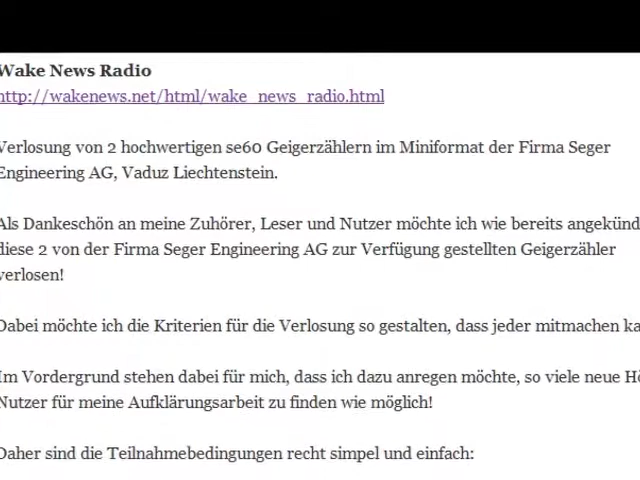 Wake News Radio
http://wakenews.net/html/wake_news_radio.html
Verlosung von 2 hochwertigen se60 Geigerzählern im Miniformat der Firma Seger
Engineering AG, Vaduz Liechtenstein.
Als Dankeschön an meine Zuhörer, Leser und Nutzer möchte ich wie bereits angekünd
diese 2 von der Firma Seger Engineering AG zur Verfügung gestellten Geigerzähler
verlosen!
Dabei möchte ich die Kriterien für die Verlosung so gestalten, dass jeder mitmachen ka
Im Vordergrund stehen dabei für mich, dass ich dazu anregen möchte, so viele neue Hö
Nutzer für meine Aufklärungsarbeit zu finden wie möglich!
Daher sind die Teilnahmebedingungen recht simpel und einfach: